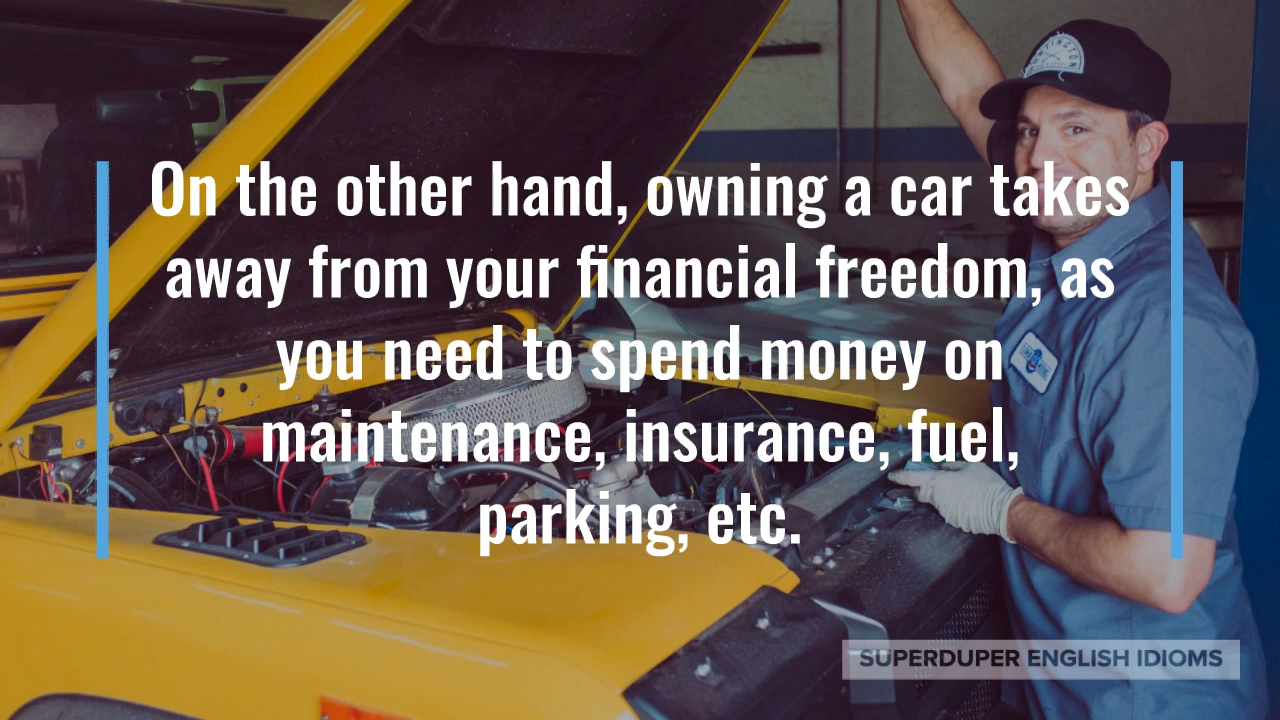 On the other hand, owning a car takes
away from your financial freedom, as
you need to spend money on
maintenance, insurance, fuel,
parking, etc.
HUNTINGTON
SUPERDUPER ENGLISH IDIOMS